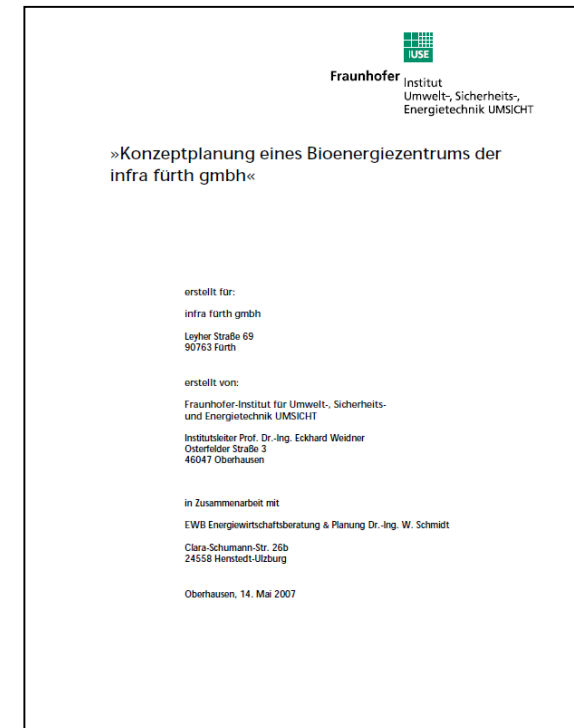 IUSE
Fraunhofer Institut
Umwelt-, Sicherheits-,
Energietechnik UMSICHT
»Konzeptplanung eines Bioenergiezentrums der
infra fürth gmbh«
erstellt für:
infra fürth gmbh
Leyher Straße 69
90763 Fürth
erstellt von:
Fraunhofer-Institut für Umwelt-, Sicherheits-
und Energietechnik UMSICHT
Institutsleiter Prof. Dr.-Ing. Eckhard Weidner
Osterfelder Straße 3
46047 Oberhausen
in Zusammenarbeit mit
EWB Energiewirtschaftsberatung & Planung Dr.-Ing. W. Schmidt
Clara-Schumann-Str. 26b
24558 Henstedt-Ulzburg
Oberhausen, 14. Mai 2007